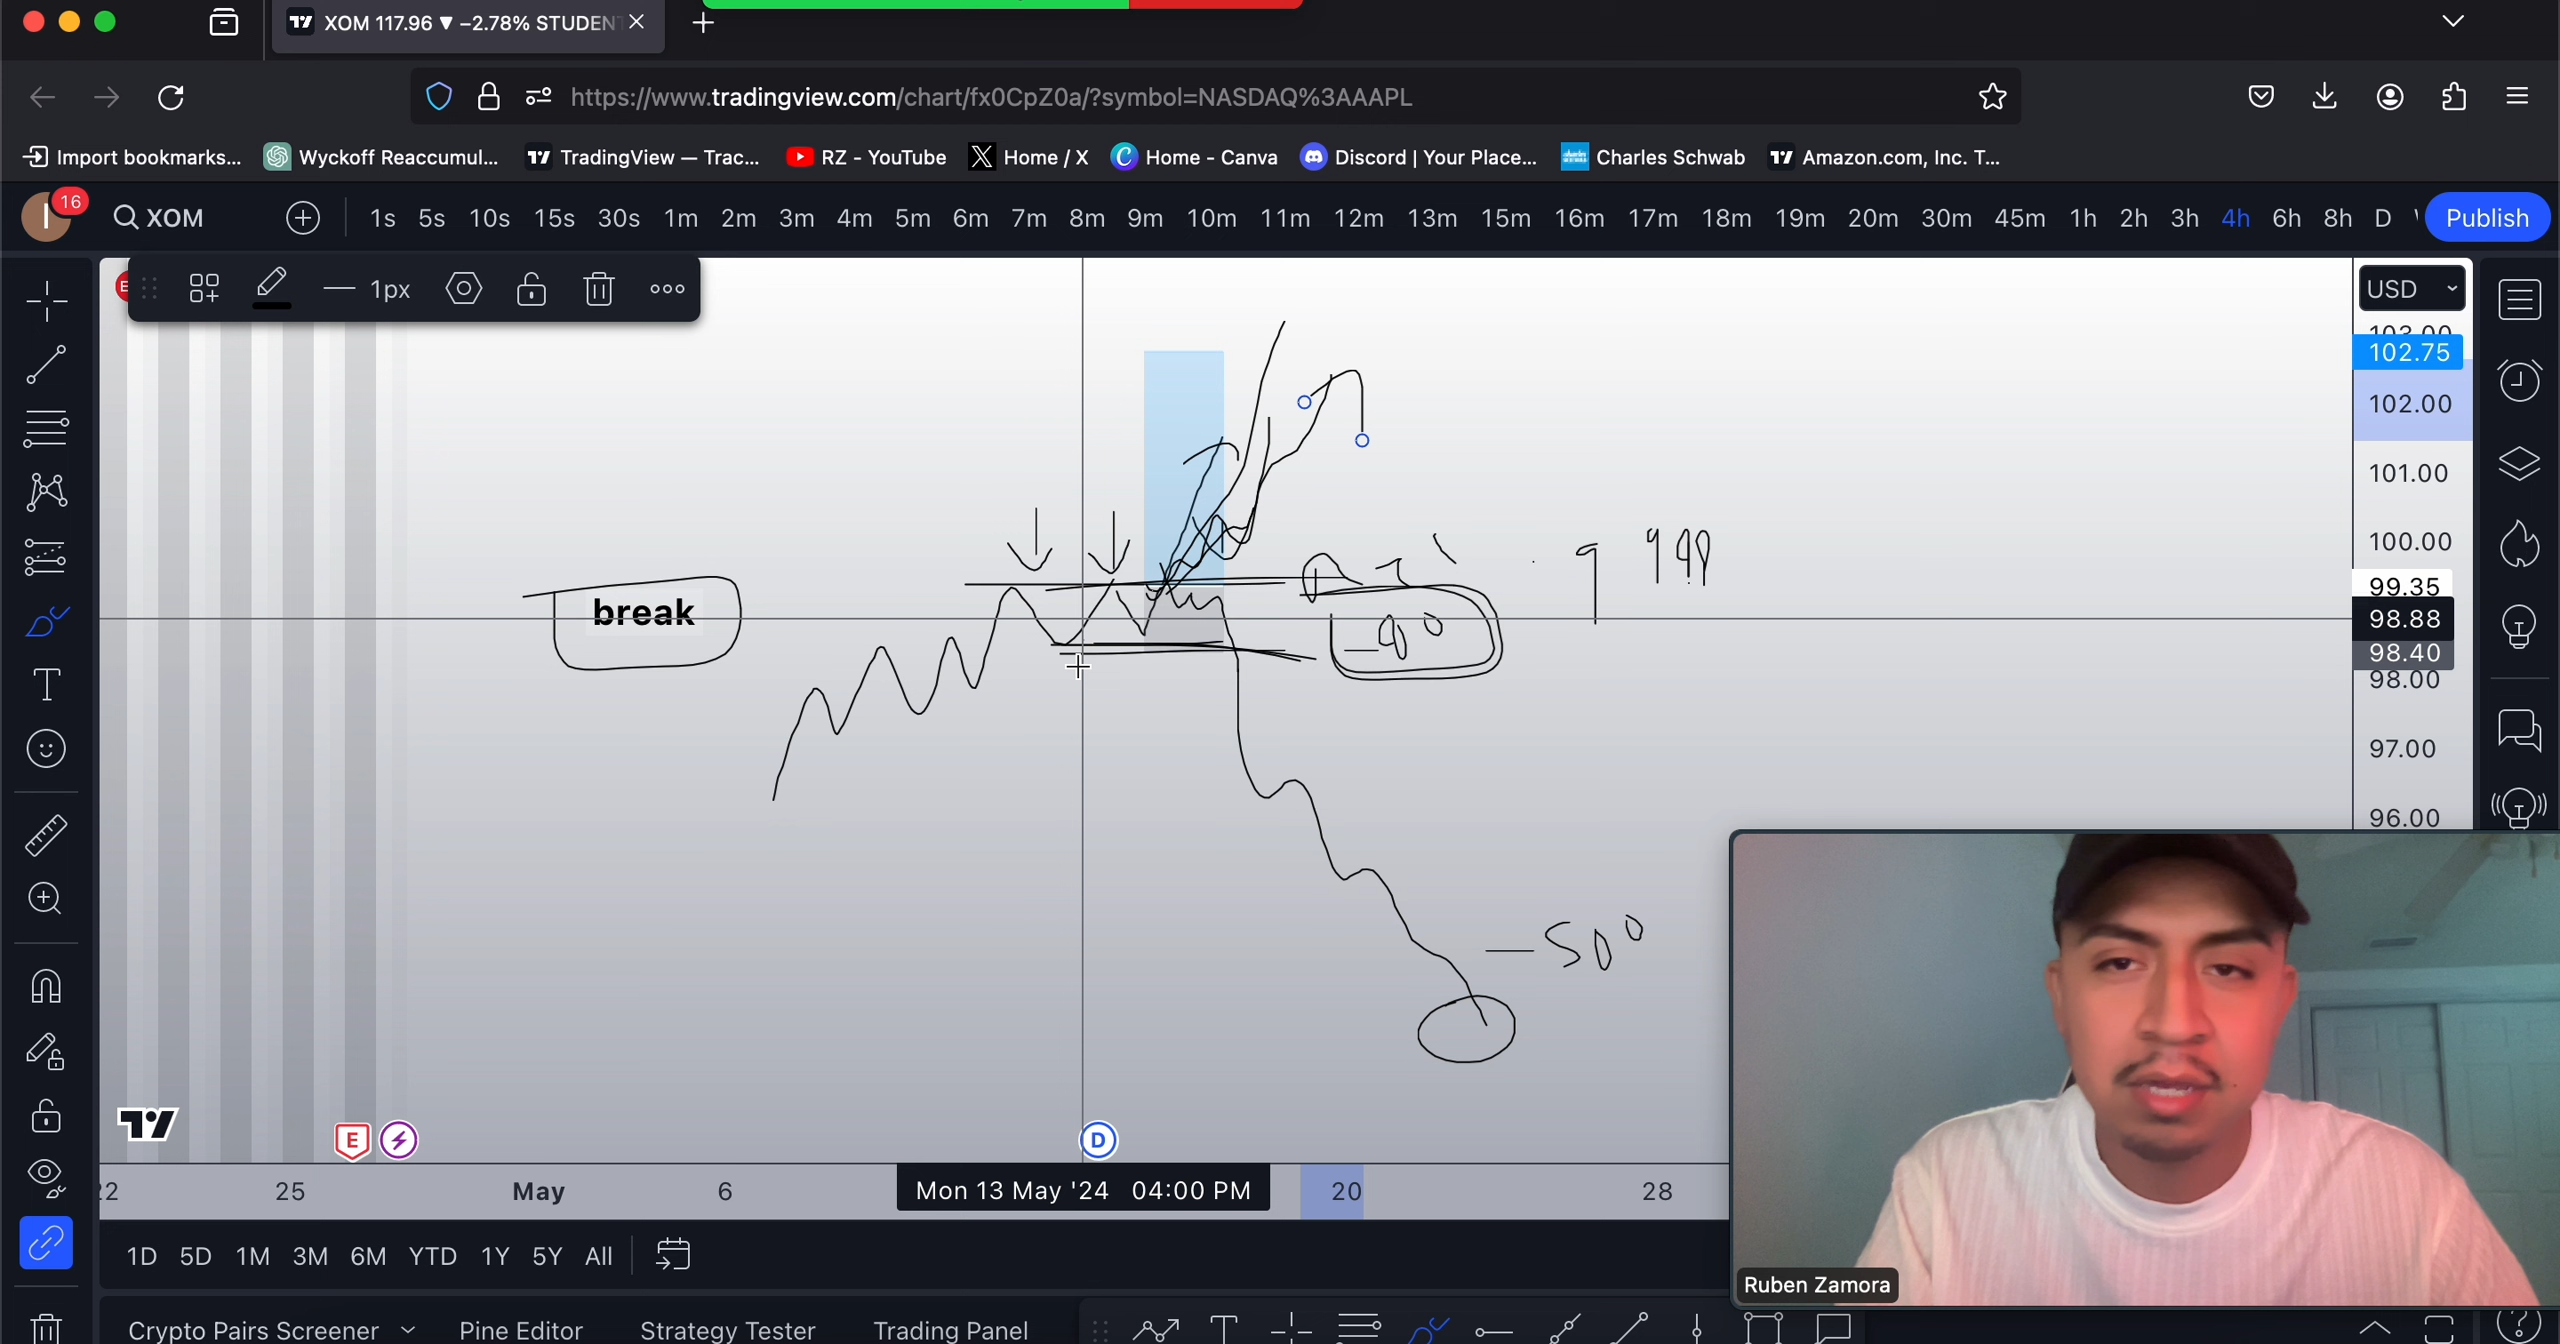 XOM 117.96 ▼ −2.78% STUDEN
https://www.tradingview.com/chart/fx0CpZ0a/?symbol=NASDAQ%3AAAPL
Import bookmarks... Wyckoff Reaccumul... TradingView — Trac... RZ - YouTube Home / X Home - Canva Discord | Your Place... Charles Schwab Amazon.com, Inc. T...
16 XOM 1s 5s 10s 15s 30s 1m 2m 3m 4m 5m 6m 7m 8m 9m 10m 11m 12m 13m 15m 16m 17m 18m 19m 20m 30m 45m 1h 2h 3h 4h 6h 8h D Publish
1px
USD
103.00
102.75
102.00
101.00
100.00
99.35
break
98.88
98.40
98.00
97.00
96.00
E
D
22 25 May 6 Mon 13 May '24 04:00 PM 20 28
1D 5D 1M 3M 6M YTD 1Y 5Y All
Ruben Zamora
Crypto Pairs Screener Pine Editor Strategy Tester Trading Panel